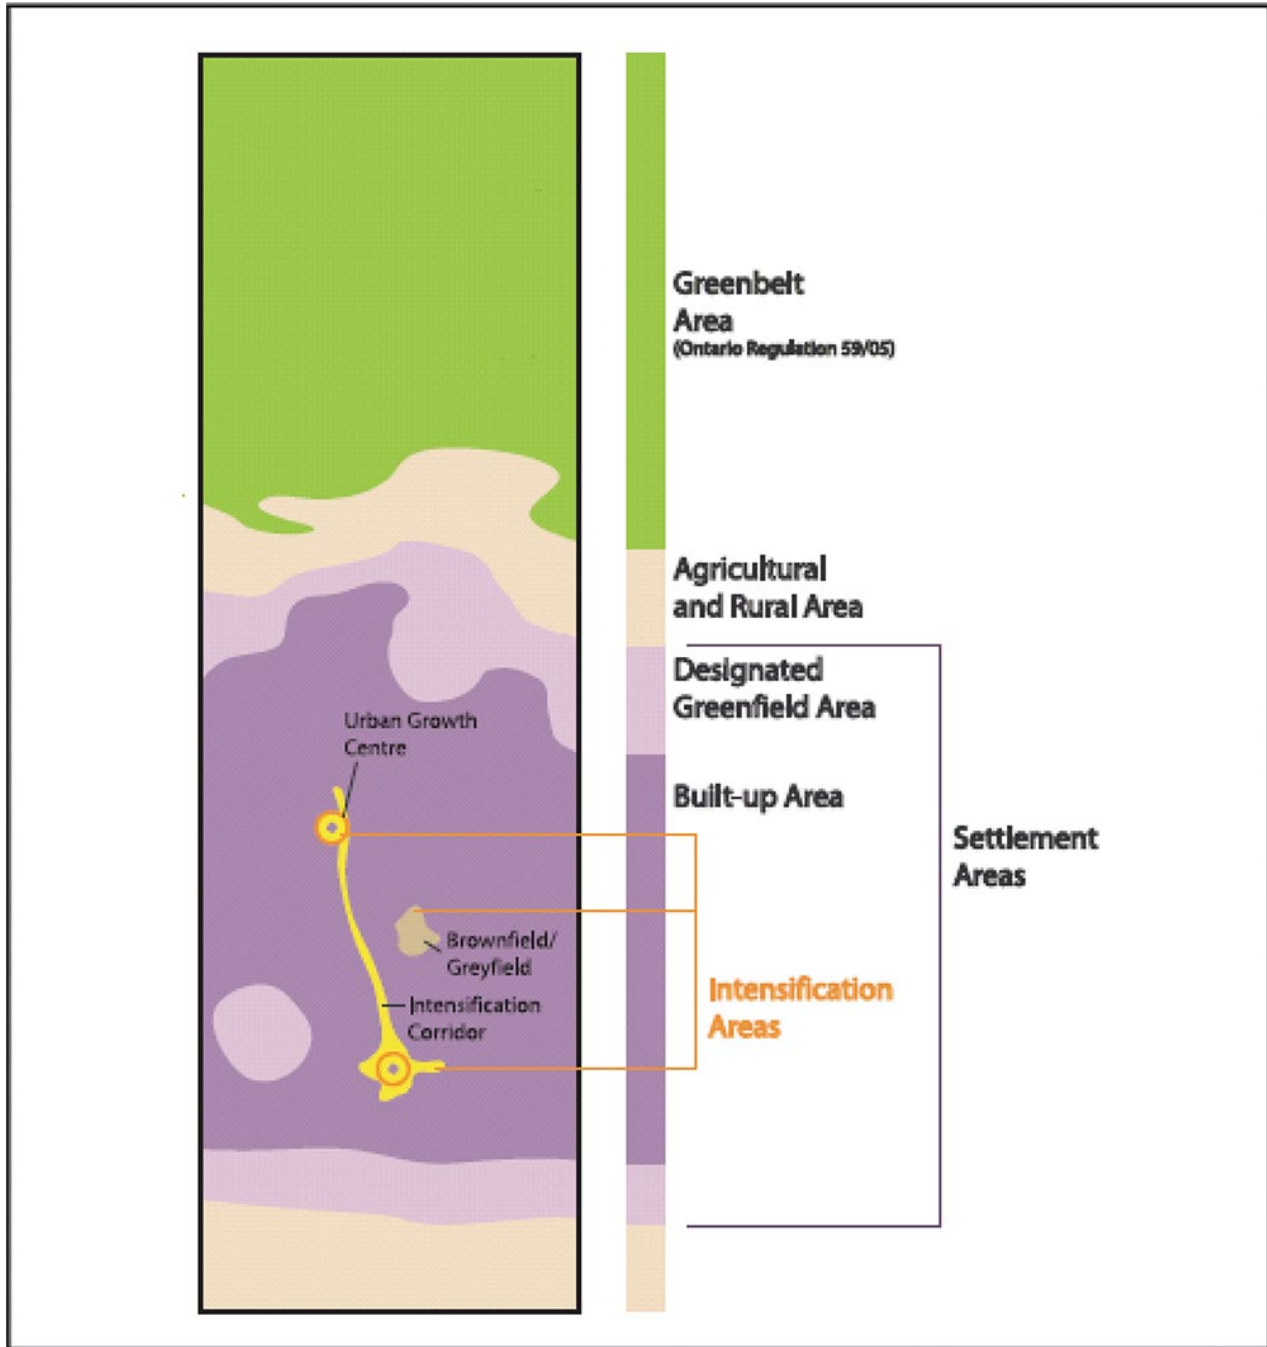 Greenbelt
Area
(Ontario Regulation 59/05)
Agricultural
and Rural Area
Designated
Greenfield Area
Urban Growth
Centre
Built-up Area
Settlement
Areas
Brownfield/
Greyfield
Intensification
Areas
Intensification
Corridor